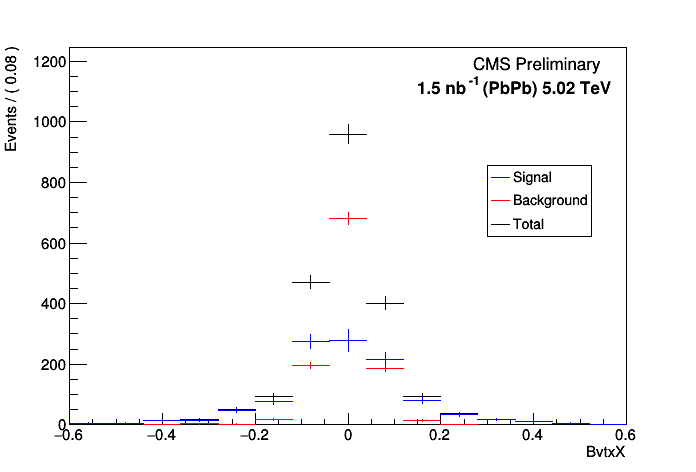 CMS Preliminary
1.5 nb-1 (PbPb) 5.02 TeV
Events / ( 0.08 )
1200
1000
800
600
400
200
0
Signal
Background
Total
−0.6 −0.4 −0.2 0 0.2 0.4 0.6
BvtxX